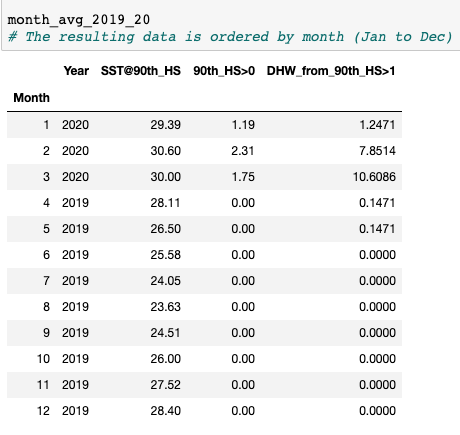 month_avg_2019_20
# The resulting data is ordered by month (Jan to Dec)
Year SST@90th_HS 90th_HS>0 DHW_from_90th_HS>1
Month
1 2020 29.39 1.19 1.2471
2 2020 30.60 2.31 7.8514
3 2020 30.00 1.75 10.6086
4 2019 28.11 0.00 0.1471
5 2019 26.50 0.00 0.1471
6 2019 25.58 0.00 0.0000
7 2019 24.05 0.00 0.0000
8 2019 23.63 0.00 0.0000
9 2019 24.51 0.00 0.0000
10 2019 26.00 0.00 0.0000
11 2019 27.52 0.00 0.0000
12 2019 28.40 0.00 0.0000